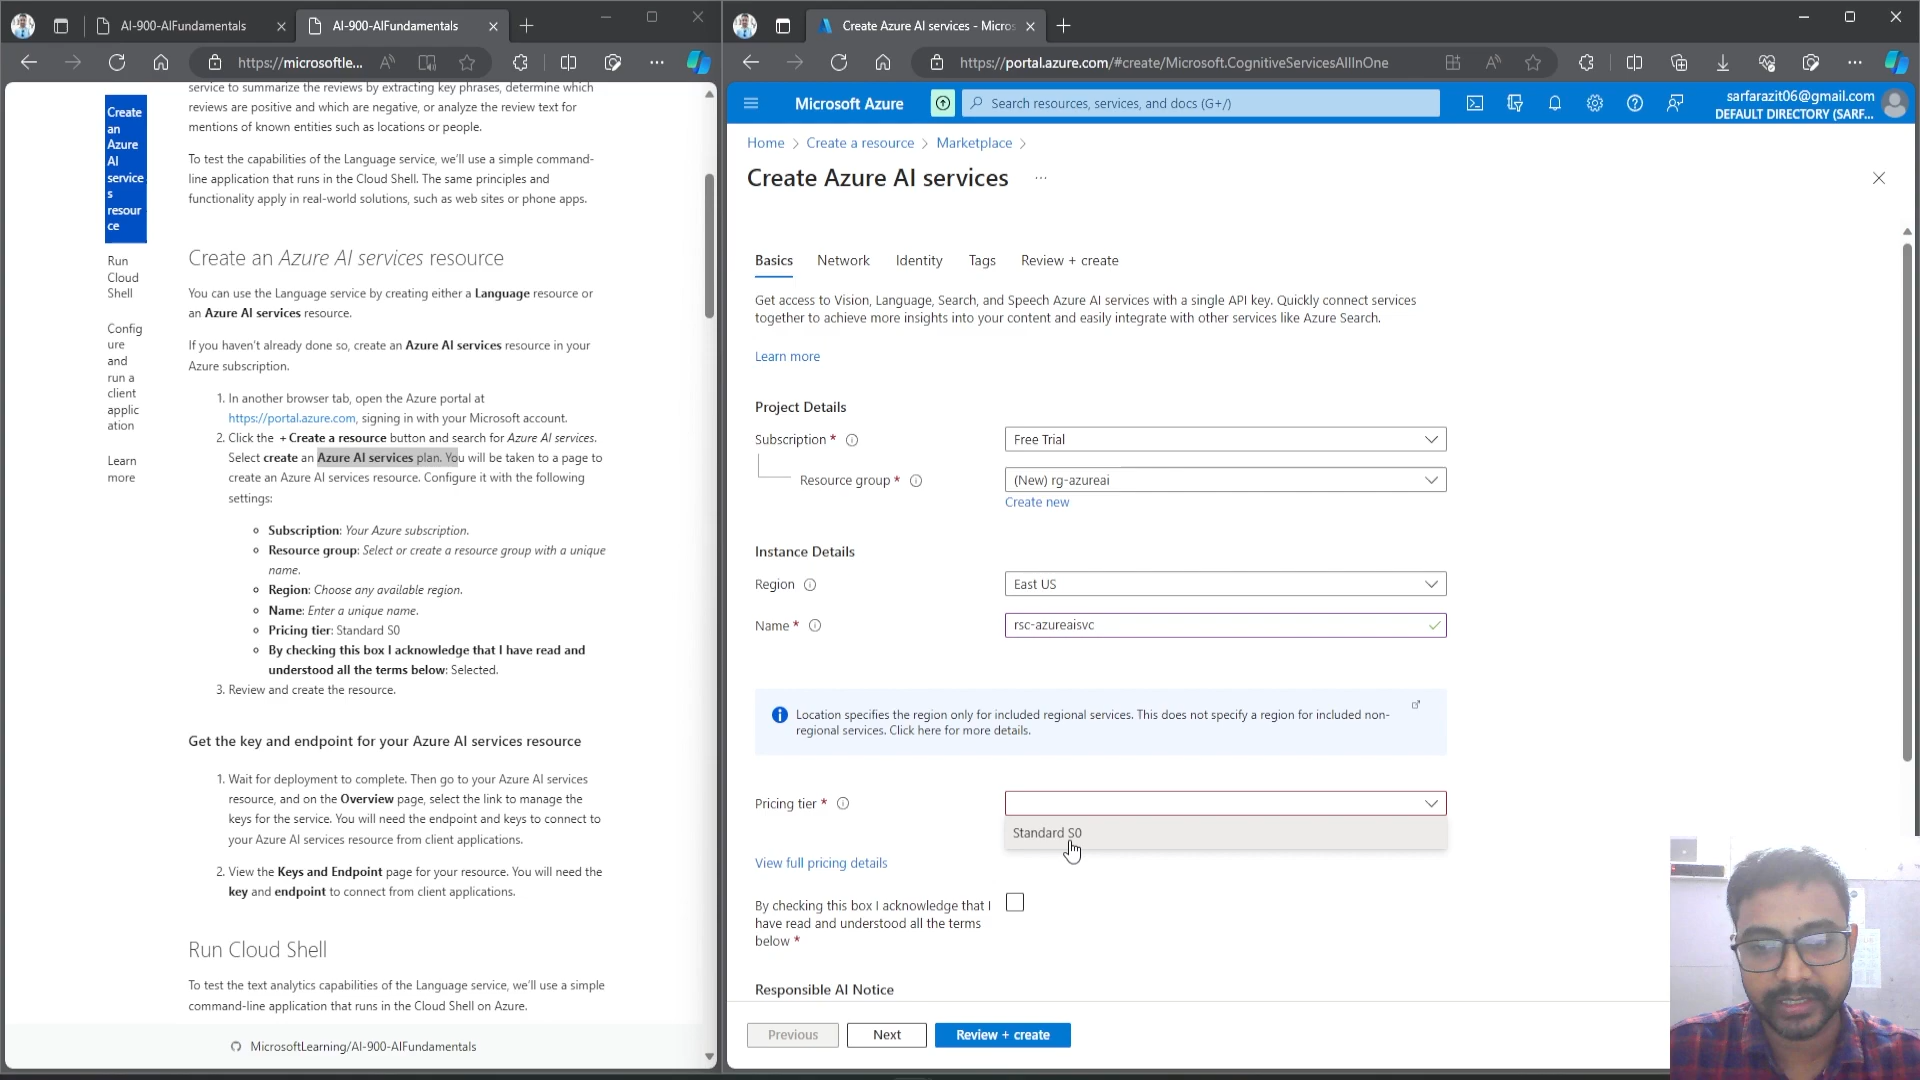 AI-900-AIFundamentals
AI-900-AIFundamentals
https://microsoftle...
service to summarize the reviews by extracting key phrases, determine which
reviews are positive and which are negative, or analyze the review text for
mentions of known entities such as locations or people.
To test the capabilities of the Language service, we'll use a simple command-
line application that runs in the Cloud Shell. The same principles and
functionality apply in real-world solutions, such as web sites or phone apps.
Create
an
Azure
AI
service
s
resour
ce
Run
Cloud
Shell
Config
ure
and
run a
client
applic
ation
Learn
more
Create an Azure AI services resource
You can use the Language service by creating either a Language resource or
an Azure AI services resource.
If you haven't already done so, create an Azure AI services resource in your
Azure subscription.
1. In another browser tab, open the Azure portal at
https://portal.azure.com, signing in with your Microsoft account.
2. Click the +Create a resource button and search for Azure AI services.
Select create an Azure AI services plan. You will be taken to a page to
create an Azure AI services resource. Configure it with the following
settings:
Subscription: Your Azure subscription.
Resource group: Select or create a resource group with a unique
name.
Region: Choose any available region.
Name: Enter a unique name.
Pricing tier: Standard S0
By checking this box I acknowledge that I have read and
understood all the terms below: Selected.
3. Review and create the resource.
Get the key and endpoint for your Azure AI services resource
1. Wait for deployment to complete. Then go to your Azure AI services
resource, and on the Overview page, select the link to manage the
keys for the service. You will need the endpoint and keys to connect to
your Azure AI services resource from client applications.
2. View the Keys and Endpoint page for your resource. You will need the
key and endpoint to connect from client applications.
Run Cloud Shell
To test the text analytics capabilities of the Language service, we'll use a simple
command-line application that runs in the Cloud Shell on Azure.
MicrosoftLearning/AI-900-AIFundamentals
Create Azure AI services - Micros
https://portal.azure.com/#create/Microsoft.CognitiveServicesAllInOne
Microsoft Azure
Search resources, services, and docs (G+/)
sarfarazit06@gmail.com
DEFAULT DIRECTORY (SARF...
Home > Create a resource > Marketplace >
Create Azure AI services ...
Basics Network Identity Tags Review + create
Get access to Vision, Language, Search, and Speech Azure AI services with a single API key. Quickly connect services
together to achieve more insights into your content and easily integrate with other services like Azure Search.
Learn more
Project Details
Subscription * Free Trial
Resource group * (New) rg-azureai
Create new
Instance Details
Region East US
Name * rsc-azureaisvc
Location specifies the region only for included regional services. This does not specify a region for included non-
regional services. Click here for more details.
Pricing tier *
Standard S0
View full pricing details
By checking this box I acknowledge that I
have read and understood all the terms
below *
Responsible AI Notice
Previous Next Review + create